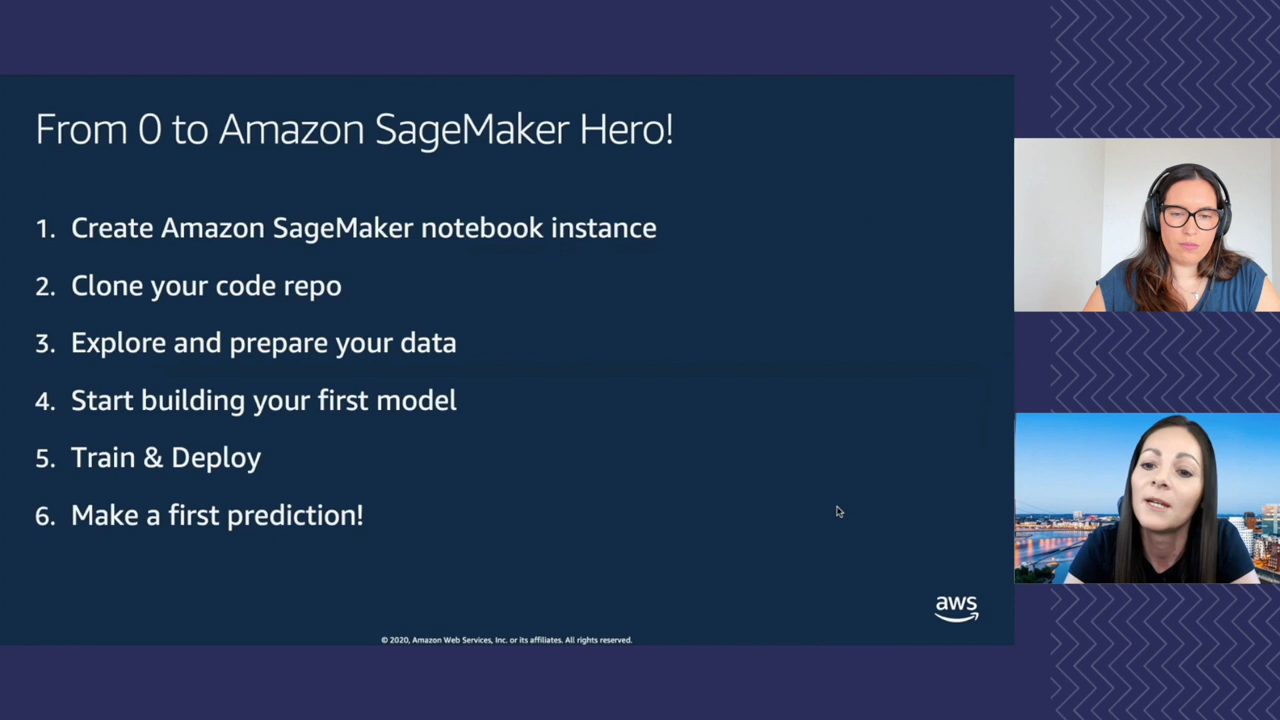 From 0 to Amazon SageMaker Hero!
1. Create Amazon SageMaker notebook instance
2. Clone your code repo
3. Explore and prepare your data
4. Start building your first model
5. Train & Deploy
6. Make a first prediction!
aws
© 2020, Amazon Web Services, Inc. or its affiliates. All rights reserved.